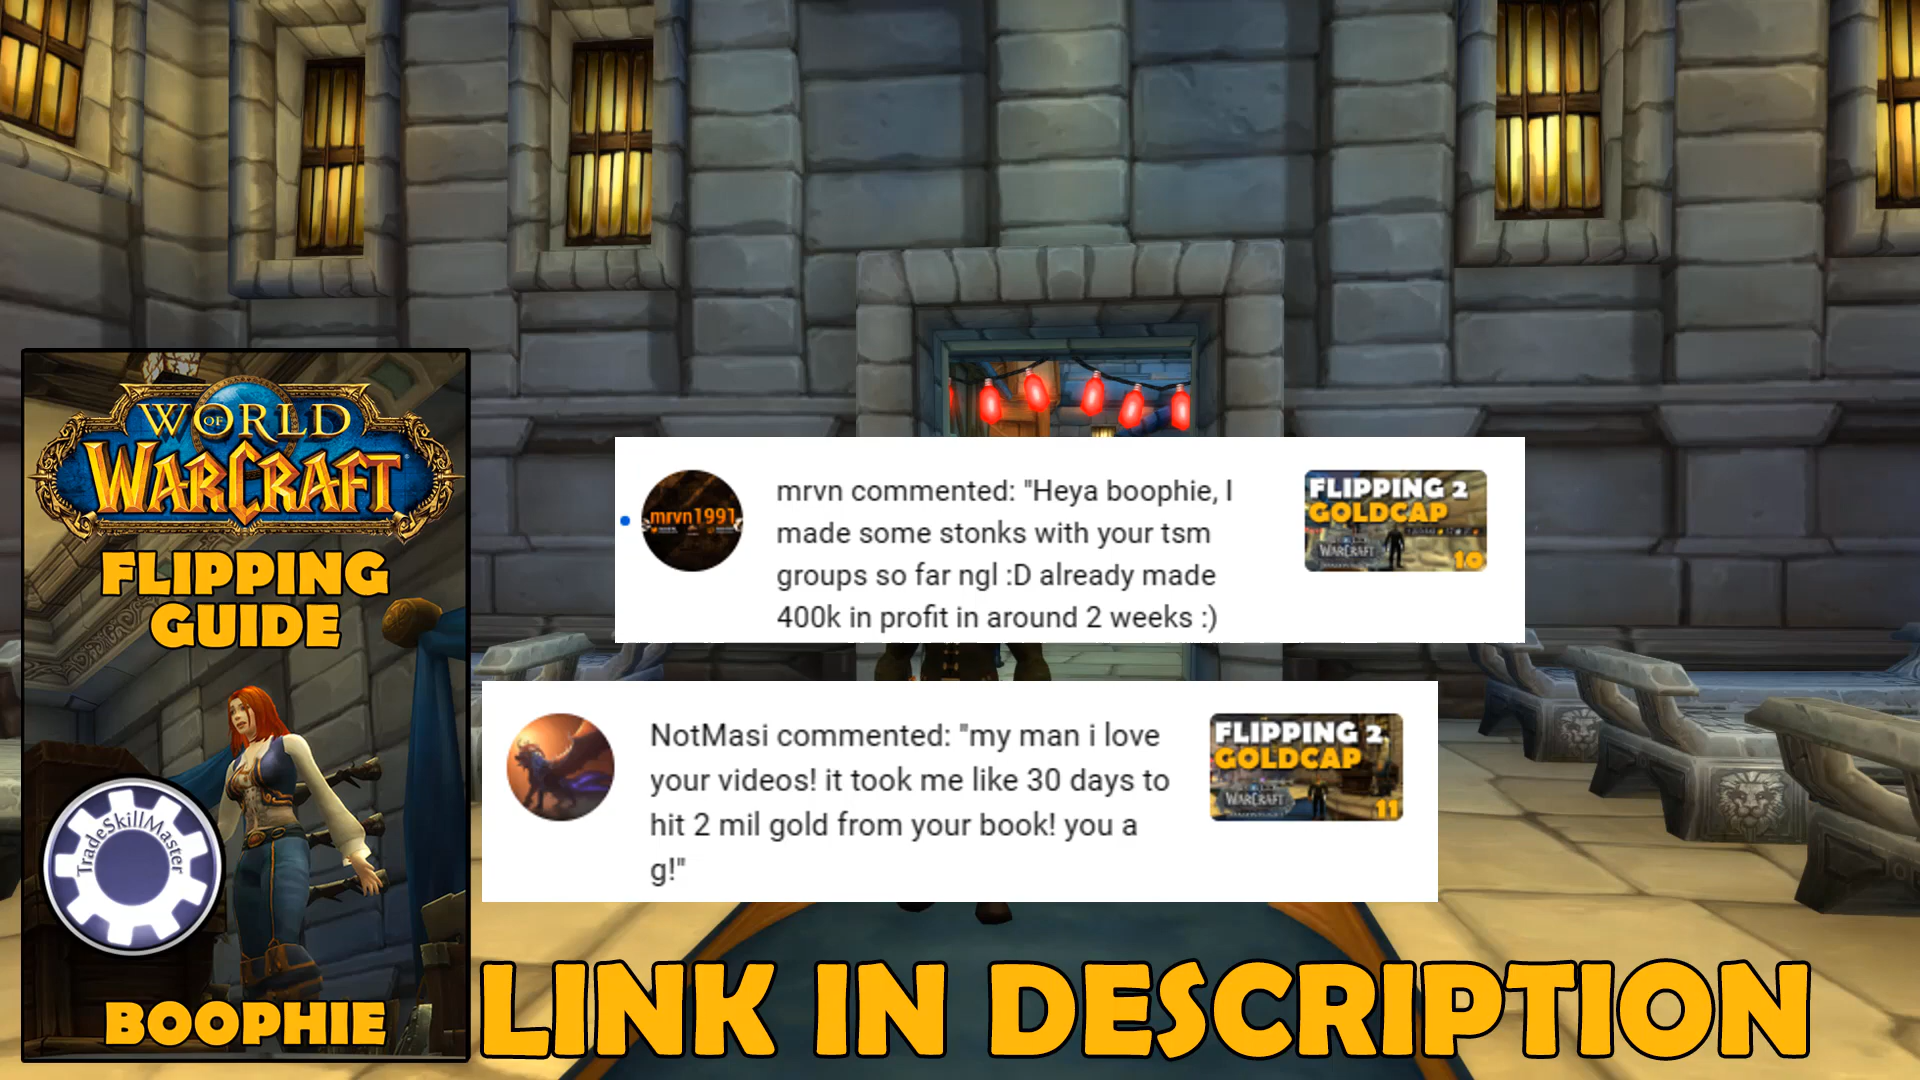 WORLD
OF
WARCRAFT
FLIPPING
GUIDE
TradeSkillMaster
BOOPHIE
mrvn1991
mrvn commented: "Heya boophie, I
made some stonks with your tsm
groups so far ngl :D already made
400k in profit in around 2 weeks :)
FLIPPING 2
GOLDCAP
WARCRAFT
10
NotMasi commented: "my man i love
your videos! it took me like 30 days to
hit 2 mil gold from your book! you a
g!"
FLIPPING 2
GOLDCAP
WARCRAFT
11
LINK IN DESCRIPTION